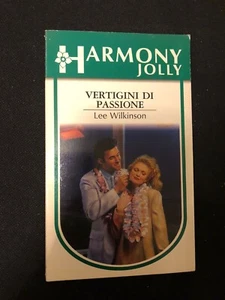 HARMONY
JOLLY
VERTIGINI DI
PASSIONE
Lee Wilkinson